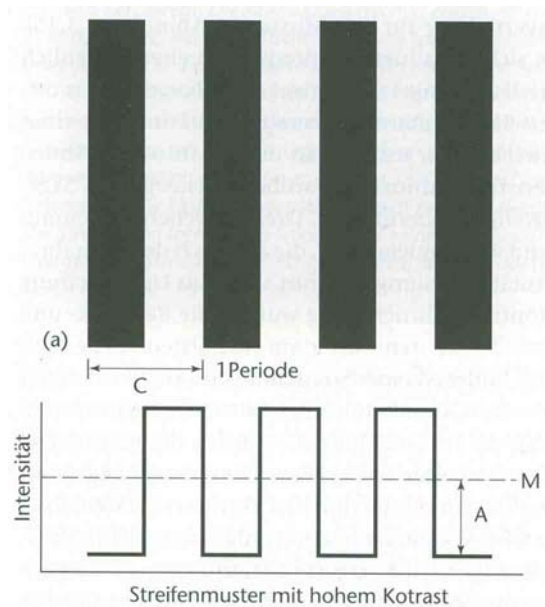 (a)
C
1Periode
Intensität
M
A
Streifenmuster mit hohem Kotrast